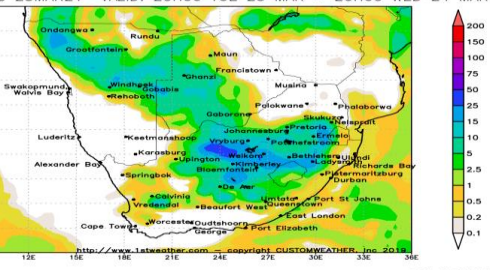 Ondangwa
Rundu
Grootfontein
Maun
Francistown
Ghanzi
Swakopmund
Windhoek
Gobabis
Walvis Bay
Rehoboth
Musina
Polokwane
Phalaborwa
Gaborone
Skukuza
Nelspruit
Johannesburg
Pretoria
Luderitz
Keetmanshoop
Vryburg
Potchefstroom
Ermelo
Karasburg
Welkom
Bethlehem
Ulundi
Alexander Bay
Upington
Kimberley
Ladysmith
Richards Bay
Bloemfontein
Springbok
Pietermaritzburg
Durban
De Aar
Calvinia
Umtata
Port St Johns
Vredendal
Beaufort West
Queenstown
East London
Worcester
Oudtshoorn
Cape Town
George
Port Elizabeth
http://www.1stweather.com – copyright CUSTOMWEATHER, Inc 2019
12E 15E 18E 21E 24E 27E 30E 33E 36E
200
150
100
75
50
25
15
10
5
2.5
1
0.5
0.2
0.1